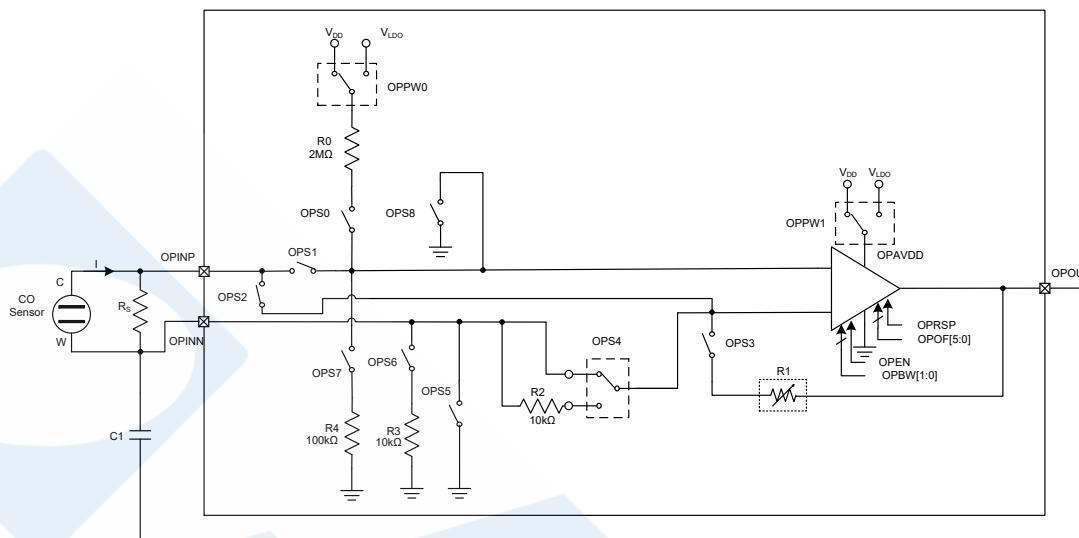 VDD VLDO
OPPW0
R0
2MΩ
OPS0
OPS8
VDD VLDO
OPPW1
OPAVDD
OPINP
OPS1
I
C
CO
Sensor
RS
W
OPS2
OPINN
OPOU
OPRSP
OPOF[5:0]
OPEN
OPBW[1:0]
OPS7
OPS6
OPS5
OPS4
OPS3
R1
R2
10kΩ
R4
100kΩ
R3
10kΩ
C1